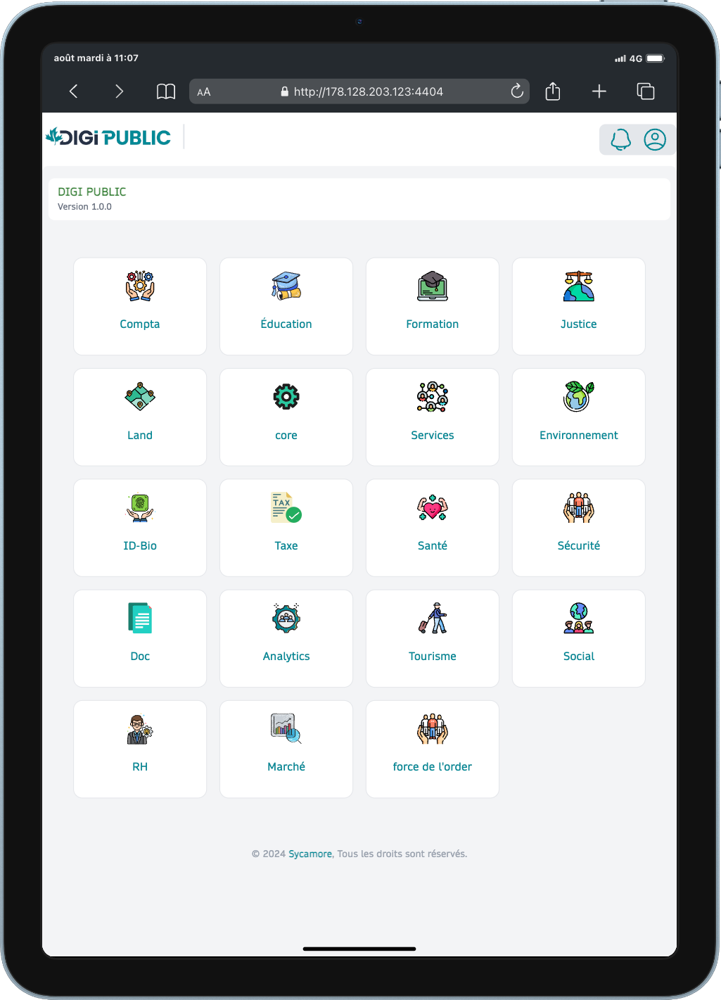 août mardi à 11:07
4G
AA
http://178.128.203.123:4404
DIGI PUBLIC
DIGI PUBLIC
Version 1.0.0
Compta
Éducation
Formation
Justice
Land
core
Services
Environnement
ID-Bio
TAX
Taxe
Santé
Sécurité
Doc
Analytics
Tourisme
Social
RH
Marché
force de l'order
© 2024 Sycamore, Tous les droits sont réservés.